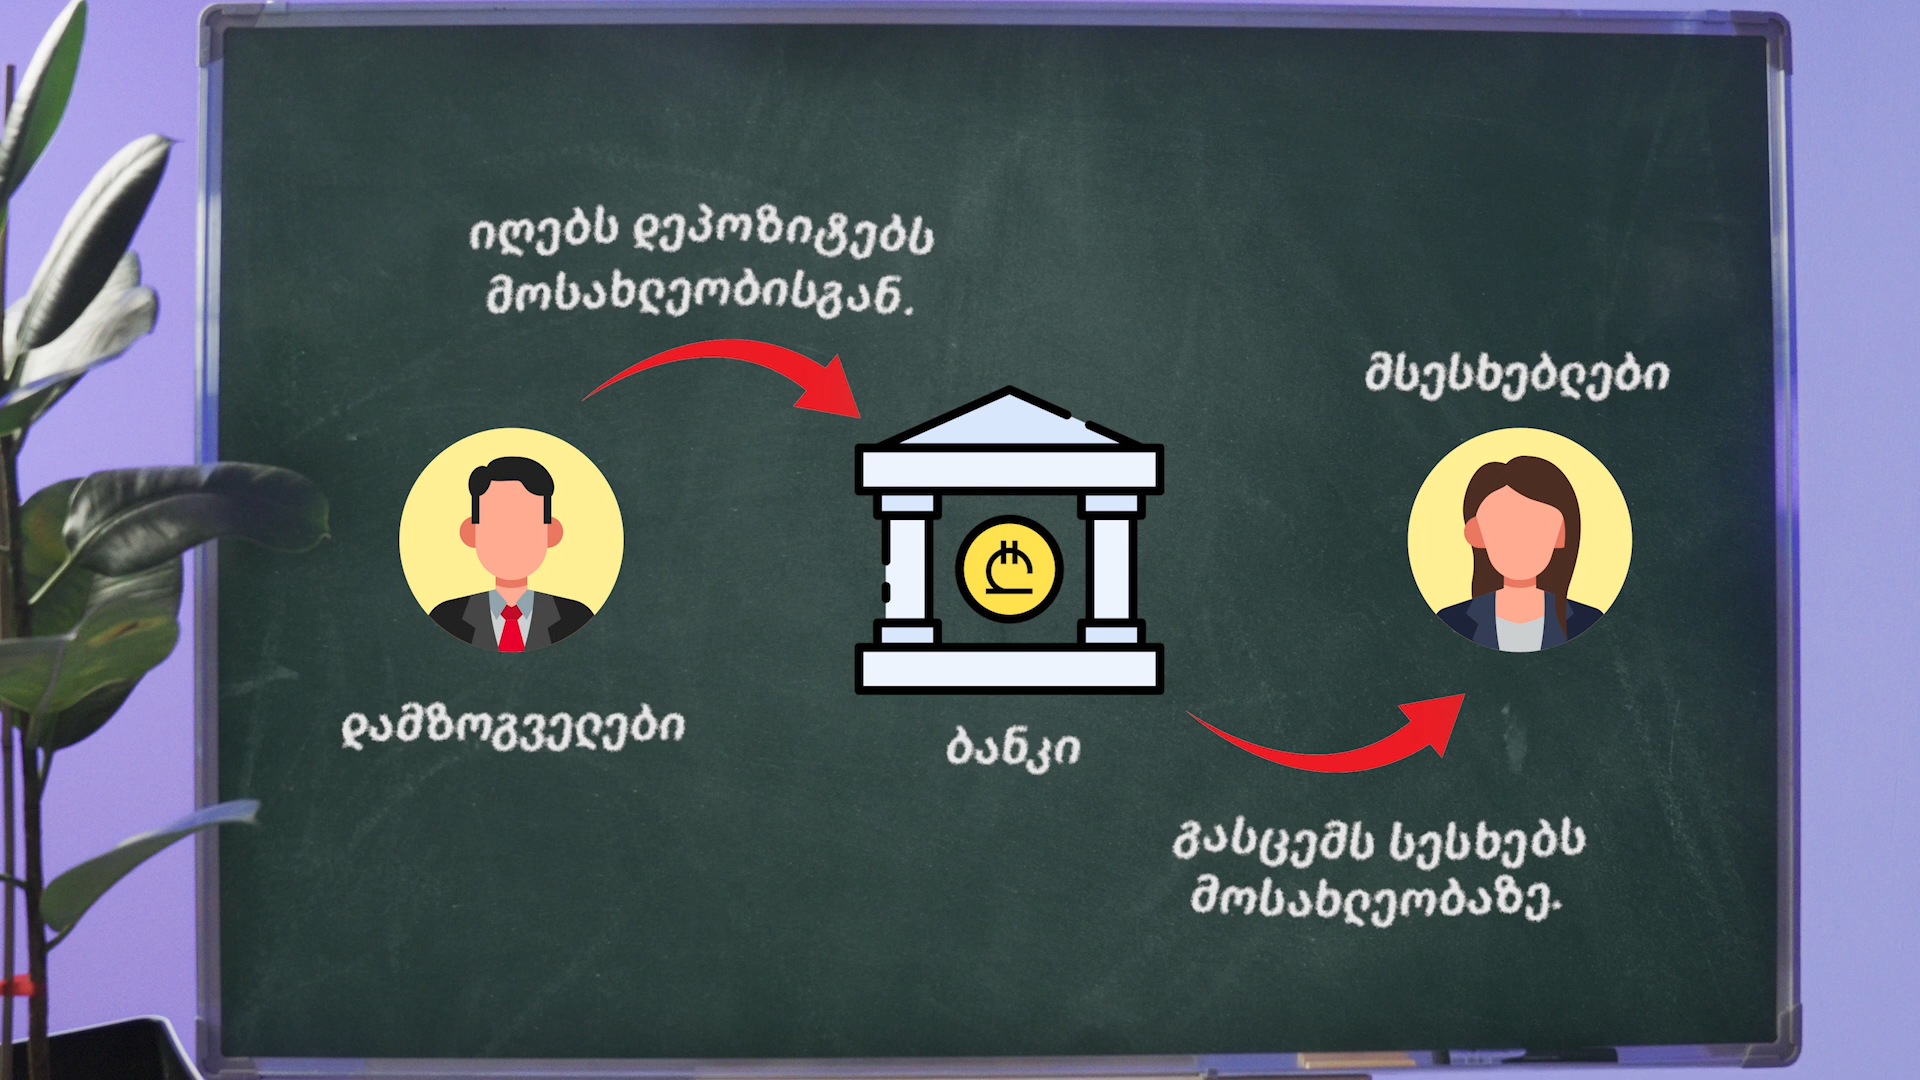 იღებს დეპოზიტებს
მოსახლეობისგან.
მსესხებლები
₾
დამზოგველები
ბანკი
გასცემს სესხებს
მოსახლეობაზე.